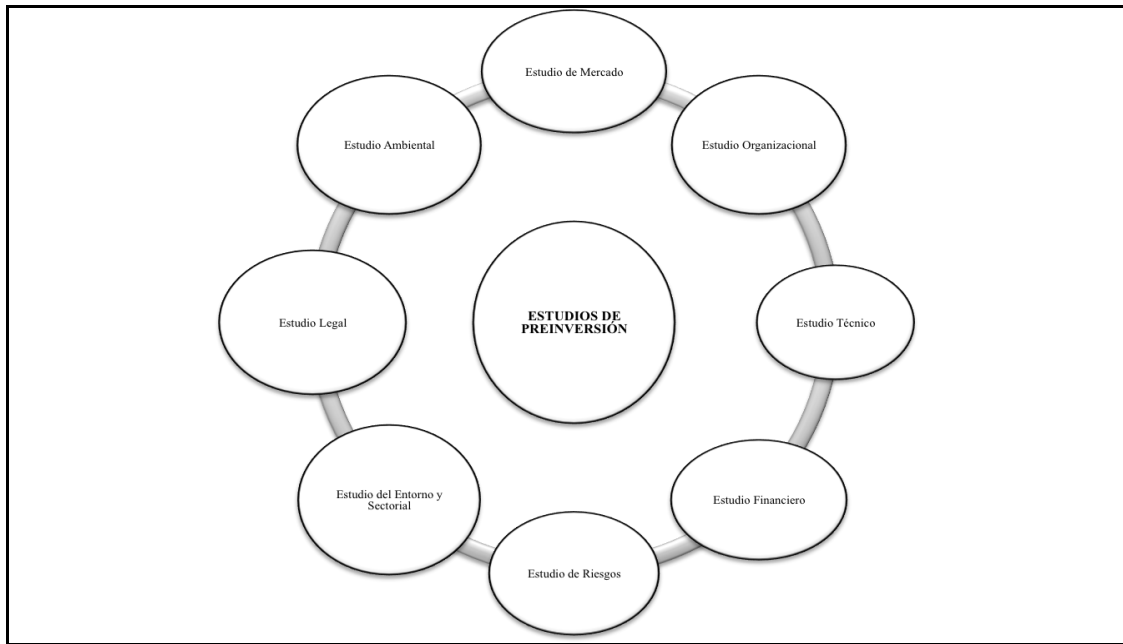 Estudio de Mercado
Estudio Organizacional
Estudio Técnico
Estudio Financiero
Estudio de Riesgos
Estudio del Entorno y
Sectorial
Estudio Legal
Estudio Ambiental
ESTUDIOS DE
PREINVERSIÓN